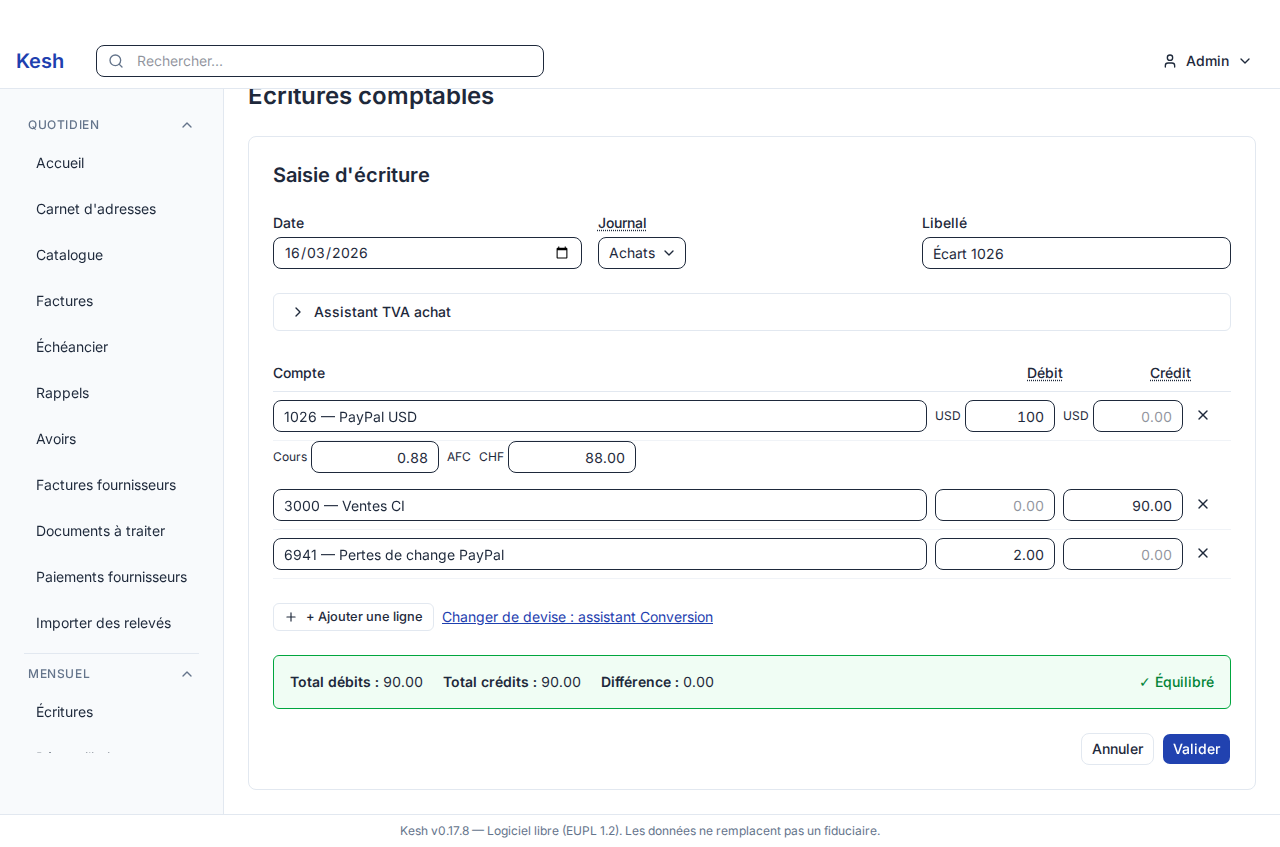 Kesh
Rechercher...
Admin
QUOTIDIEN
Accueil
Carnet d'adresses
Catalogue
Factures
Échéancier
Rappels
Avoirs
Factures fournisseurs
Documents à traiter
Paiements fournisseurs
Importer des relevés
MENSUEL
Écritures
Écritures comptables
Saisie d'écriture
Date
Journal
Libellé
16/03/2026
Achats
Écart 1026
Assistant TVA achat
Compte
Débit
Crédit
1026 — PayPal USD
USD
100
USD
0.00
Cours
0.88
AFC
CHF
88.00
3000 — Ventes CI
0.00
90.00
6941 — Pertes de change PayPal
2.00
0.00
+ Ajouter une ligne
Changer de devise : assistant Conversion
Total débits : 90.00
Total crédits : 90.00
Différence : 0.00
✓ Équilibré
Annuler
Valider
Kesh v0.17.8 — Logiciel libre (EUPL 1.2). Les données ne remplacent pas un fiduciaire.